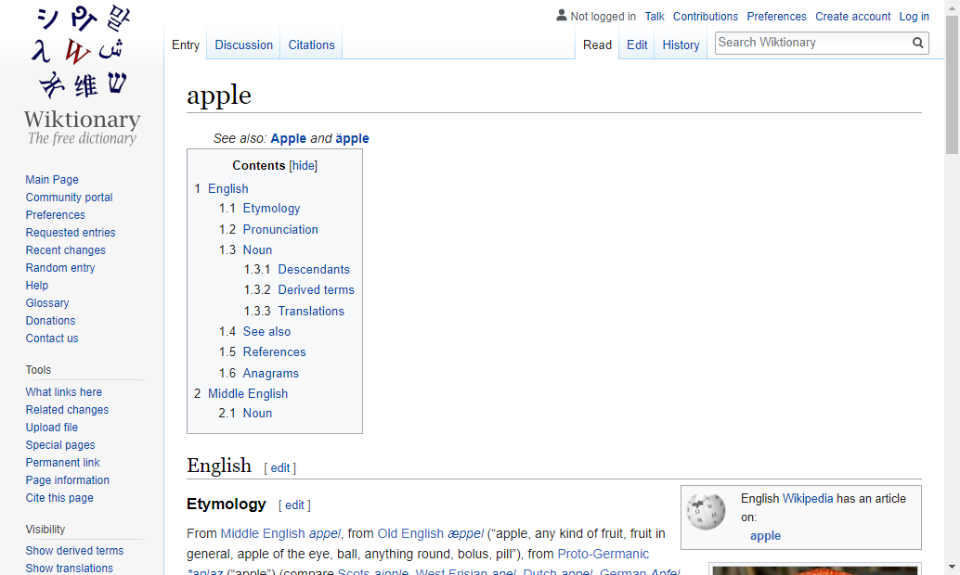 Not logged in Talk Contributions Preferences Create account Log in
Entry Discussion Citations Read Edit History Search Wiktionary
シ Я 말
λ W ش
维 ש
Wiktionary
The free dictionary
Main Page
Community portal
Preferences
Requested entries
Recent changes
Random entry
Help
Glossary
Donations
Contact us
Tools
What links here
Related changes
Upload file
Special pages
Permanent link
Page information
Cite this page
Visibility
Show derived terms
Show translations
apple
See also: Apple and äpple
Contents [hide]
1 English
1.1 Etymology
1.2 Pronunciation
1.3 Noun
1.3.1 Descendants
1.3.2 Derived terms
1.3.3 Translations
1.4 See also
1.5 References
1.6 Anagrams
2 Middle English
2.1 Noun
English [ edit ]
Etymology [ edit ]
From Middle English appel, from Old English æppel (“apple, any kind of fruit, fruit in
general, apple of the eye, ball, anything round, bolus, pill”), from Proto-Germanic
*aplaz (“apple”) (compare Scots aipple, West Frisian apel, Dutch appel, German Apfel
English Wikipedia has an article
on:
apple